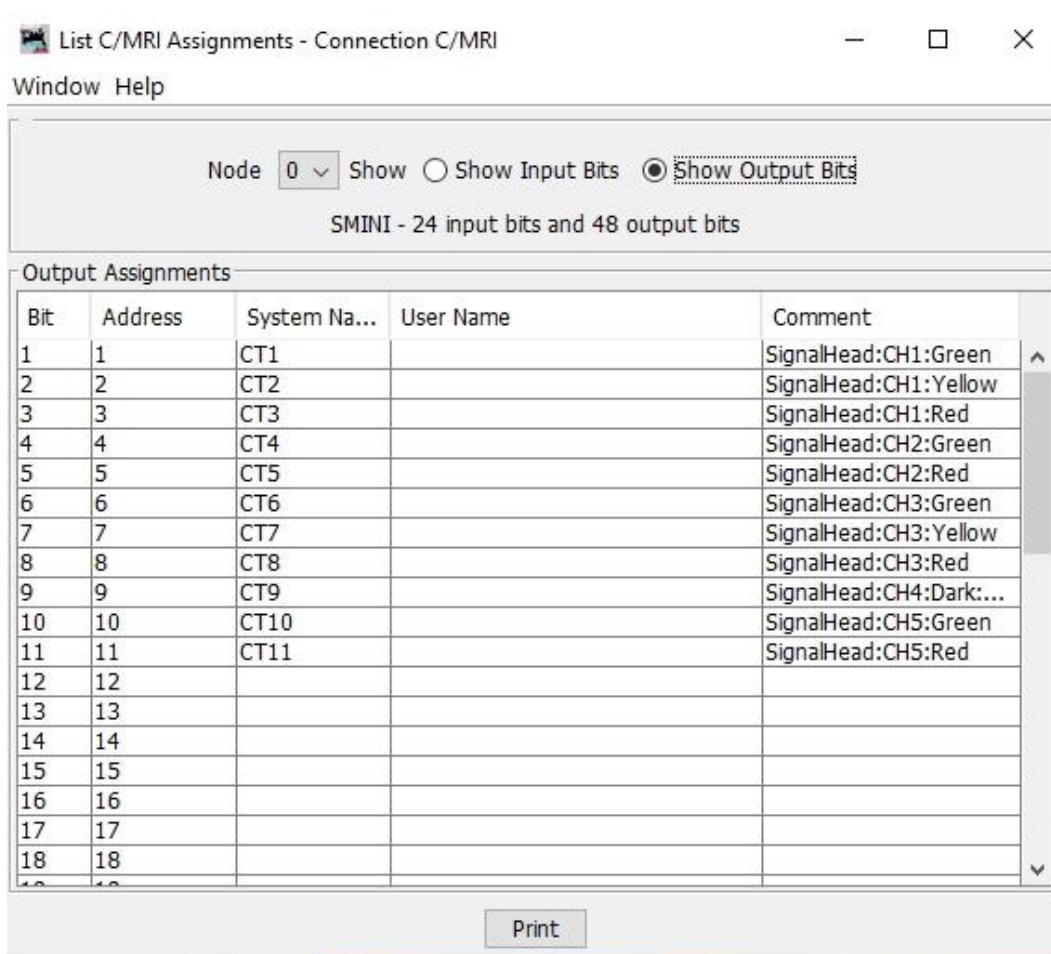 List C/MRI Assignments - Connection C/MRI
Window Help
Node 0 Show Show Input Bits Show Output Bits
SMINI - 24 input bits and 48 output bits
Output Assignments
Bit Address System Na... User Name Comment
1 1 CT1 SignalHead:CH1:Green
2 2 CT2 SignalHead:CH1:Yellow
3 3 CT3 SignalHead:CH1:Red
4 4 CT4 SignalHead:CH2:Green
5 5 CT5 SignalHead:CH2:Red
6 6 CT6 SignalHead:CH3:Green
7 7 CT7 SignalHead:CH3:Yellow
8 8 CT8 SignalHead:CH3:Red
9 9 CT9 SignalHead:CH4:Dark:...
10 10 CT10 SignalHead:CH5:Green
11 11 CT11 SignalHead:CH5:Red
12 12
13 13
14 14
15 15
16 16
17 17
18 18
Print